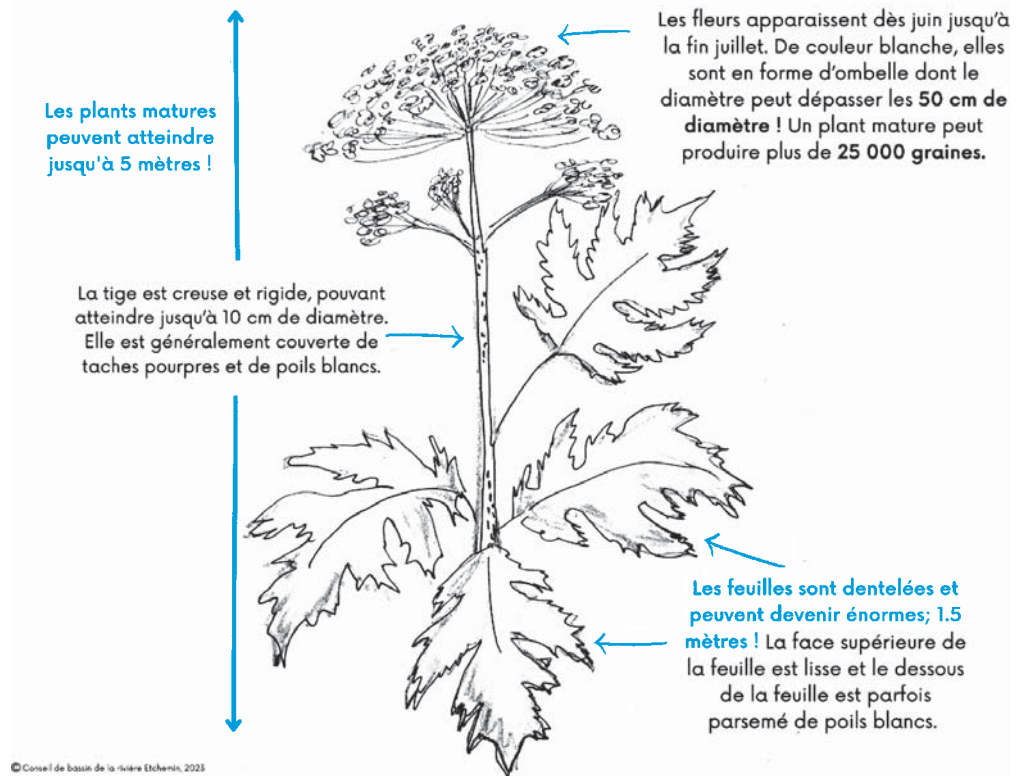 Les fleurs apparaissent dès juin jusqu'à
la fin juillet. De couleur blanche, elles
sont en forme d'ombelle dont le
diamètre peut dépasser les 50 cm de
diamètre ! Un plant mature peut
produire plus de 25 000 graines.
Les plants matures
peuvent atteindre
jusqu'à 5 mètres !
La tige est creuse et rigide, pouvant
atteindre jusqu'à 10 cm de diamètre.
Elle est généralement couverte de
taches pourpres et de poils blancs.
Les feuilles sont dentelées et
peuvent devenir énormes; 1.5
mètres ! La face supérieure de
la feuille est lisse et le dessous
de la feuille est parfois
parsemé de poils blancs.
© Conseil de bassin de la rivière Etchemin, 2023